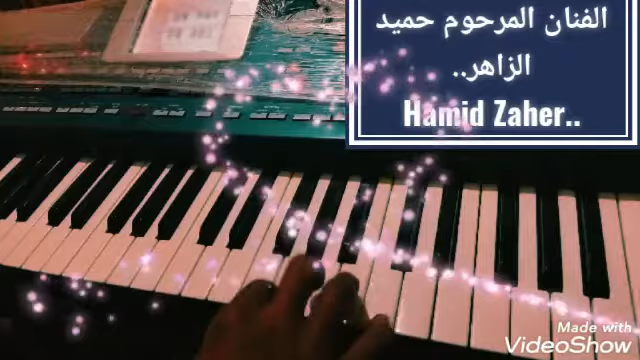 الفنان المرحوم حميد
الزاهر..
Hamid Zaher..
Made with
VideoShow